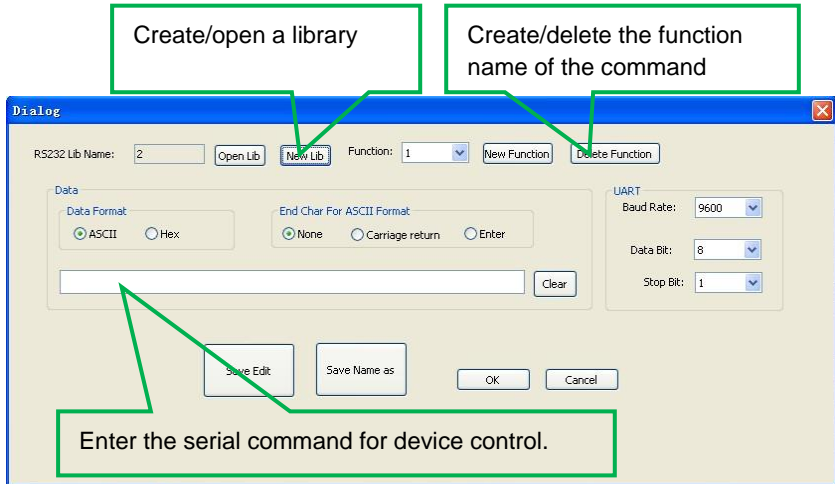 Create/open a library
Create/delete the function
name of the command
Dialog
RS232 Lib Name: 2 Open Lib New Lib Function: 1 New Function Delete Function
Data
UART
Data Format
End Char For ASCII Format
Baud Rate: 9600
ASCII Hex
None Carriage return Enter
Data Bit: 8
Clear
Stop Bit: 1
Save Edit Save Name as
OK Cancel
Enter the serial command for device control.